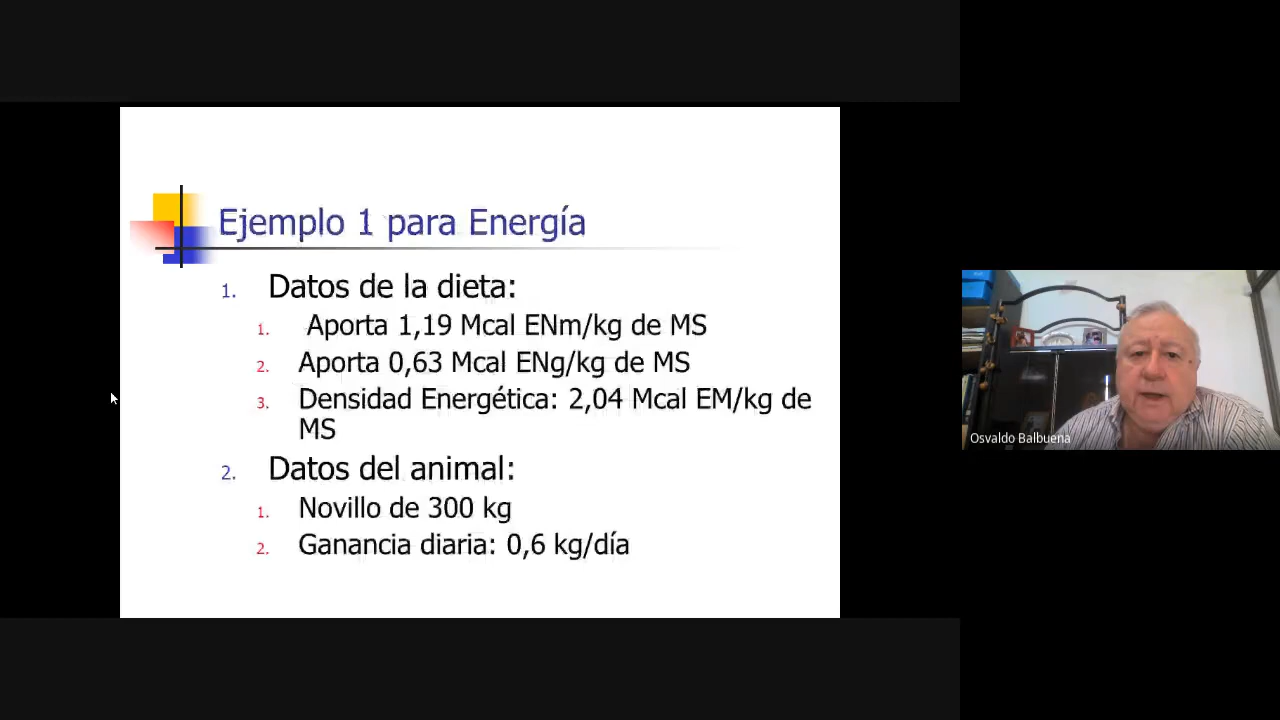 Ejemplo 1 para Energía
1. Datos de la dieta:
1. Aporta 1,19 Mcal ENm/kg de MS
2. Aporta 0,63 Mcal ENg/kg de MS
3. Densidad Energética: 2,04 Mcal EM/kg de
MS
2. Datos del animal:
1. Novillo de 300 kg
2. Ganancia diaria: 0,6 kg/día
Osvaldo Balbuena